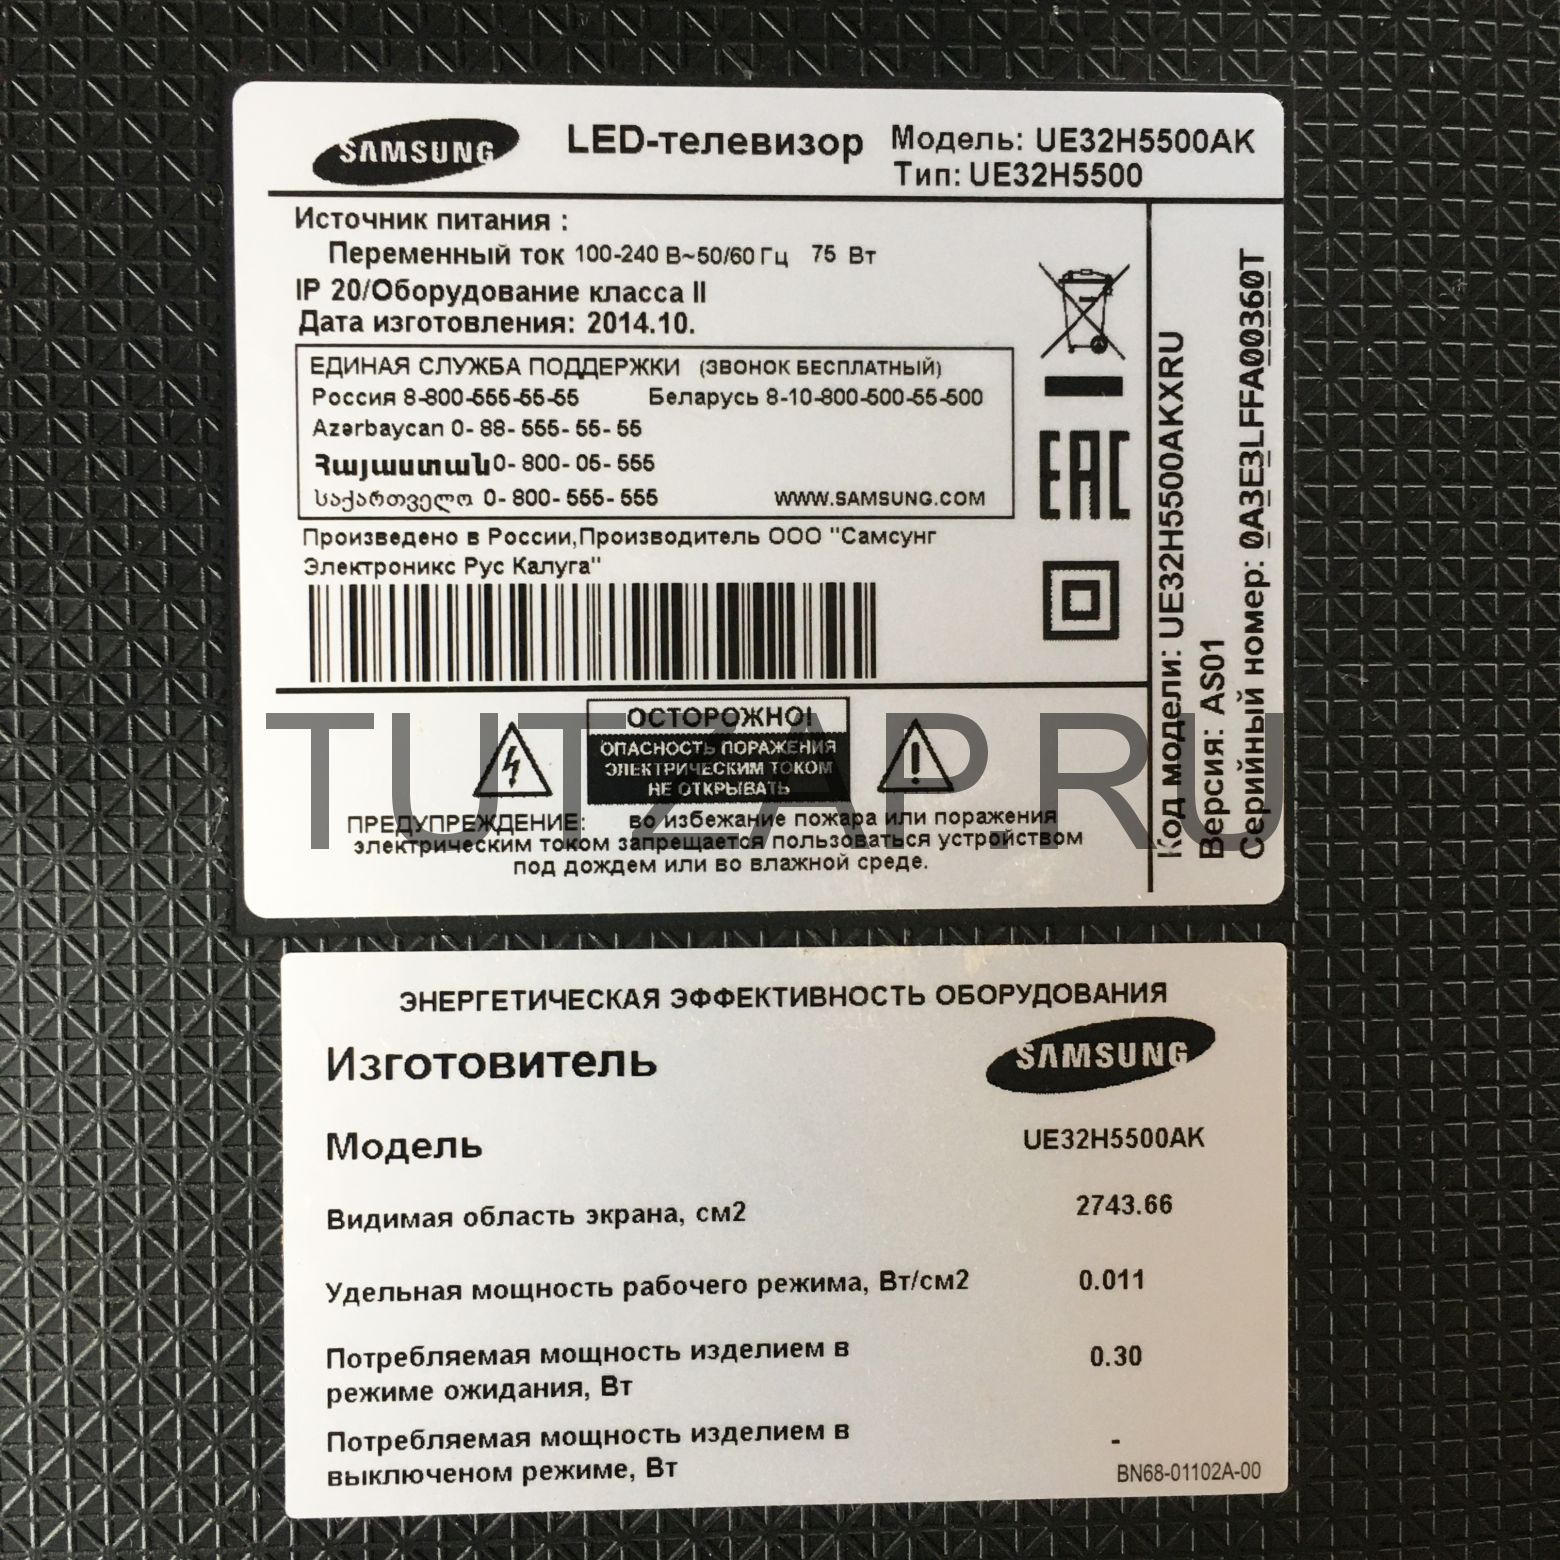 SAMSUNG
LED-телевизор
Модель: UE32H5500AK
Тип: UE32H5500
Источник питания :
Переменный ток 100-240 В~50/60 Гц 75 Вт
IP 20/Оборудование класса II
Дата изготовления: 2014.10.
ЕДИНАЯ СЛУЖБА ПОДДЕРЖКИ (ЗВОНОК БЕСПЛАТНЫЙ)
Россия 8-800-555-55-55 Беларусь 8-10-800-500-55-500
Azərbaycan 0- 88- 555- 55- 55
Հայաստան 0- 800- 05- 555
საქართველო 0- 800- 555- 555 WWW.SAMSUNG.COM
Произведено в России,Производитель ООО "Самсунг
Электроникс Рус Калуга"
EAC
Код модели: UE32H5500AKXRU
Версия: AS01
Серийный номер: 0A3E3LFFA00360T
ОСТОРОЖНО!
ОПАСНОСТЬ ПОРАЖЕНИЯ
ЭЛЕКТРИЧЕСКИМ ТОКОМ
НЕ ОТКРЫВАТЬ
ПРЕДУПРЕЖДЕНИЕ: во избежание пожара или поражения
электрическим током запрещается пользоваться устройством
под дождем или во влажной среде.
TUTZAP.RU
ЭНЕРГЕТИЧЕСКАЯ ЭФФЕКТИВНОСТЬ ОБОРУДОВАНИЯ
Изготовитель SAMSUNG
Модель UE32H5500AK
Видимая область экрана, см2 2743.66
Удельная мощность рабочего режима, Вт/см2 0.011
Потребляемая мощность изделием в 0.30
режиме ожидания, Вт
Потребляемая мощность изделием в -
выключеном режиме, Вт
BN68-01102A-00